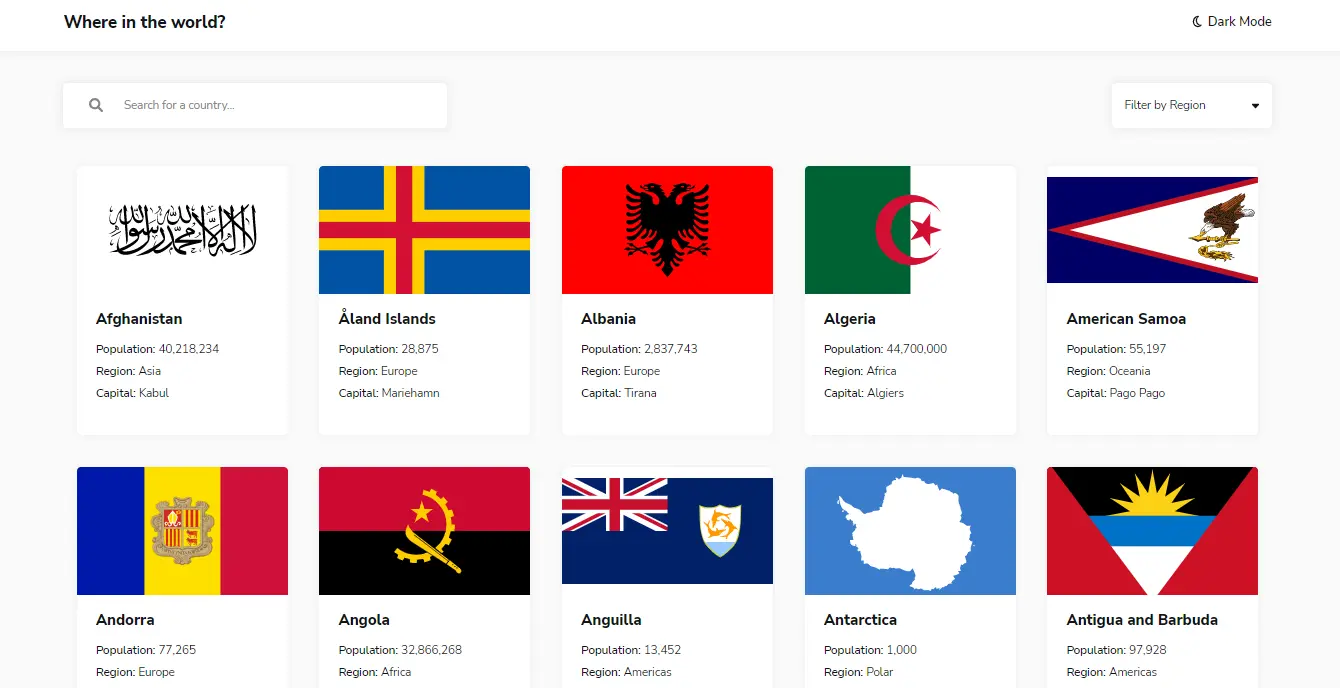 Where in the world?
Dark Mode
Search for a country...
Filter by Region
لا إله إلا الله محمد رسول الله
Afghanistan
Population: 40,218,234
Region: Asia
Capital: Kabul
Åland Islands
Population: 28,875
Region: Europe
Capital: Mariehamn
Albania
Population: 2,837,743
Region: Europe
Capital: Tirana
Algeria
Population: 44,700,000
Region: Africa
Capital: Algiers
American Samoa
Population: 55,197
Region: Oceania
Capital: Pago Pago
Andorra
Population: 77,265
Region: Europe
Angola
Population: 32,866,268
Region: Africa
Anguilla
Population: 13,452
Region: Americas
Antarctica
Population: 1,000
Region: Polar
Antigua and Barbuda
Population: 97,928
Region: Americas